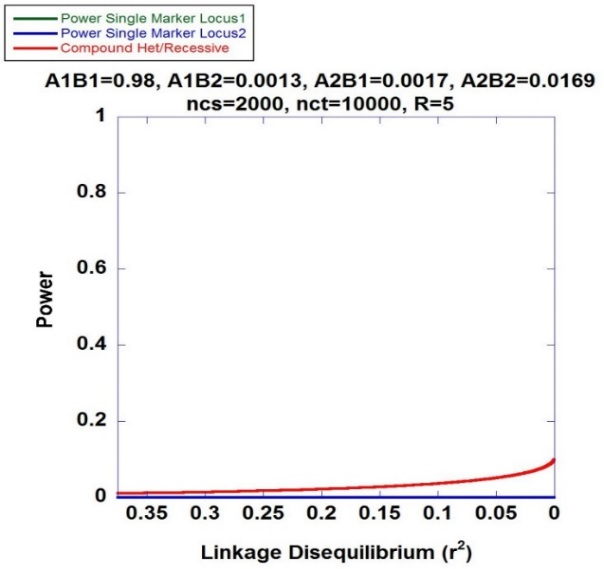 Power Single Marker Locus1
Power Single Marker Locus2
Compound Het/Recessive
A1B1=0.98, A1B2=0.0013, A2B1=0.0017, A2B2=0.0169
ncs=2000, nct=10000, R=5
1
0.8
0.6
0.4
0.2
0
Power
0.35 0.3 0.25 0.2 0.15 0.1 0.05 0
Linkage Disequilibrium (r²)